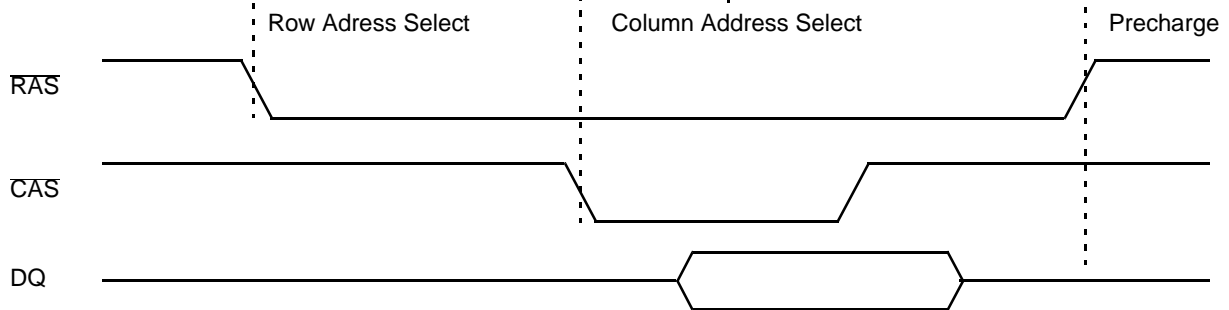 Row Adress Select
Column Address Select
Precharge
RAS
CAS
DQ